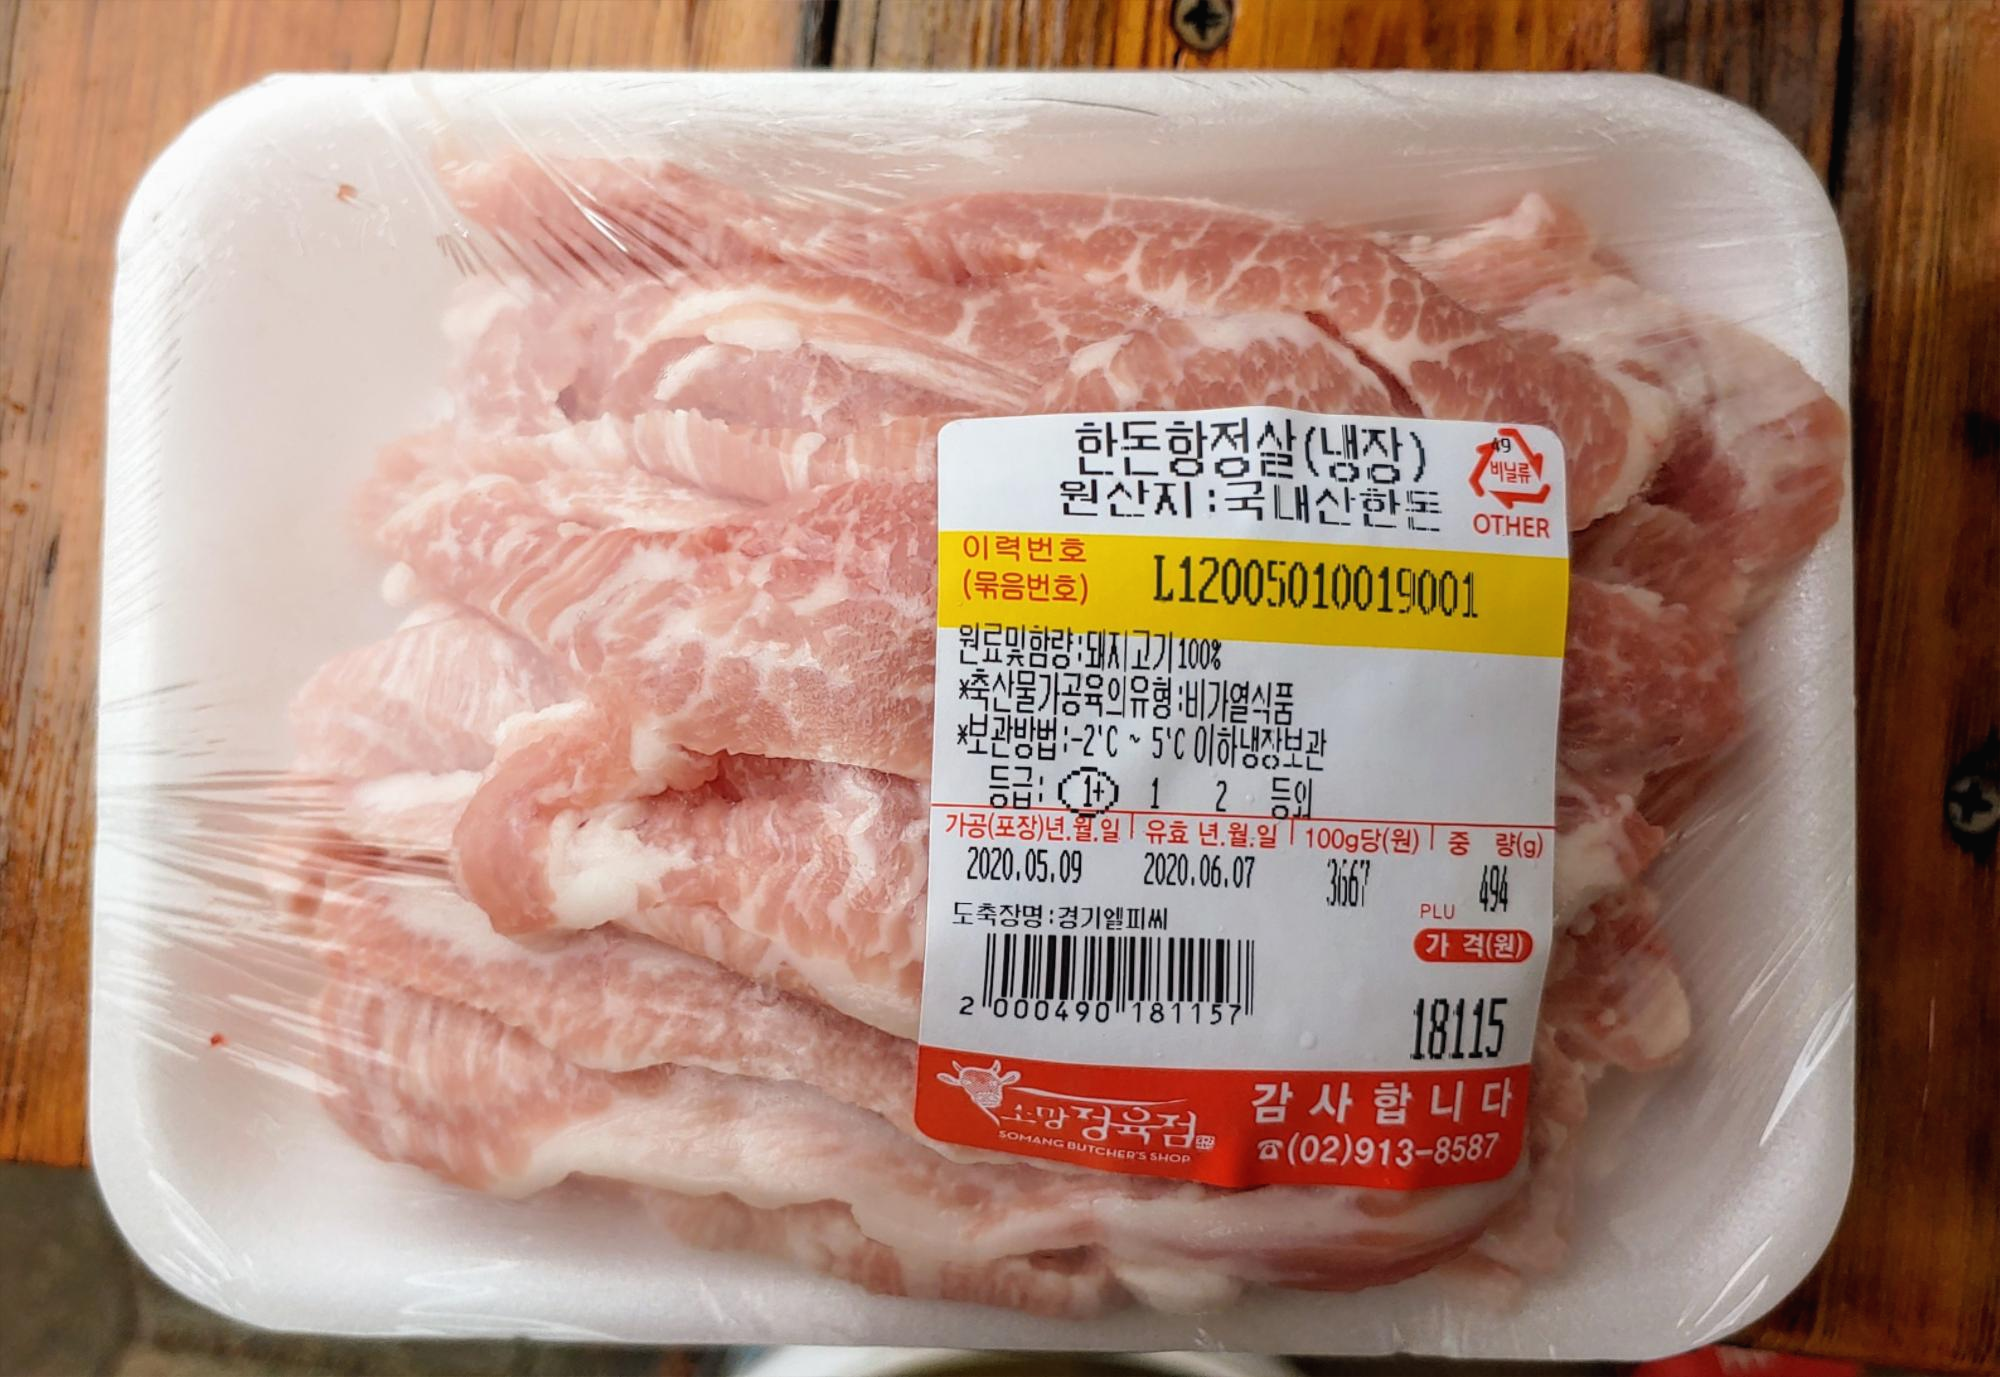 한돈항정살(냉장)
원산지:국내산한돈
49
비닐류
OTHER
이력번호
(묶음번호)
L12005010019001
원료및함량:돼지고기100%
*축산물가공육의유형:비가열식품
*보관방법:-2'C ~ 5'C 이하냉장보관
등급: 1+ 1 2 등외
가공(포장)년.월.일 유효 년.월.일 100g당(원) 중 량(g)
2020.05.09 2020.06.07 3667 494
PLU
도축장명:경기엘피씨
가 격(원)
2 000490 181157
18115
소망정육점
SOMANG BUTCHER'S SHOP
감사합니다
☎(02)913-8587